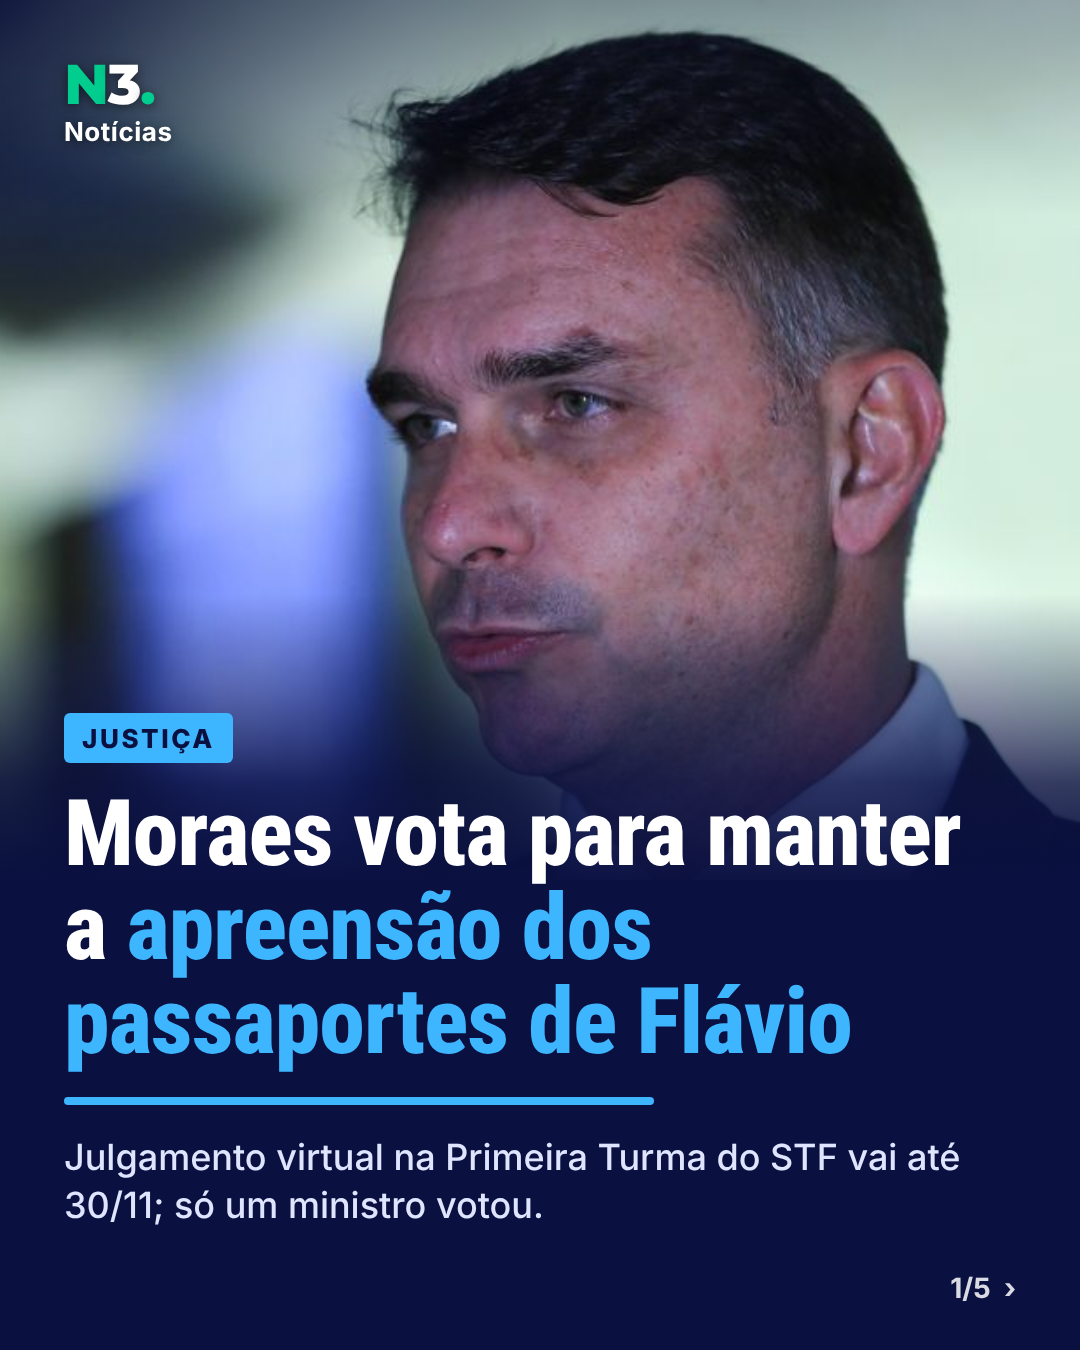 N3.
Notícias
JUSTIÇA
Moraes vota para manter
a apreensão dos
passaportes de Flávio
Julgamento virtual na Primeira Turma do STF vai até
30/11; só um ministro votou.
1/5 ›